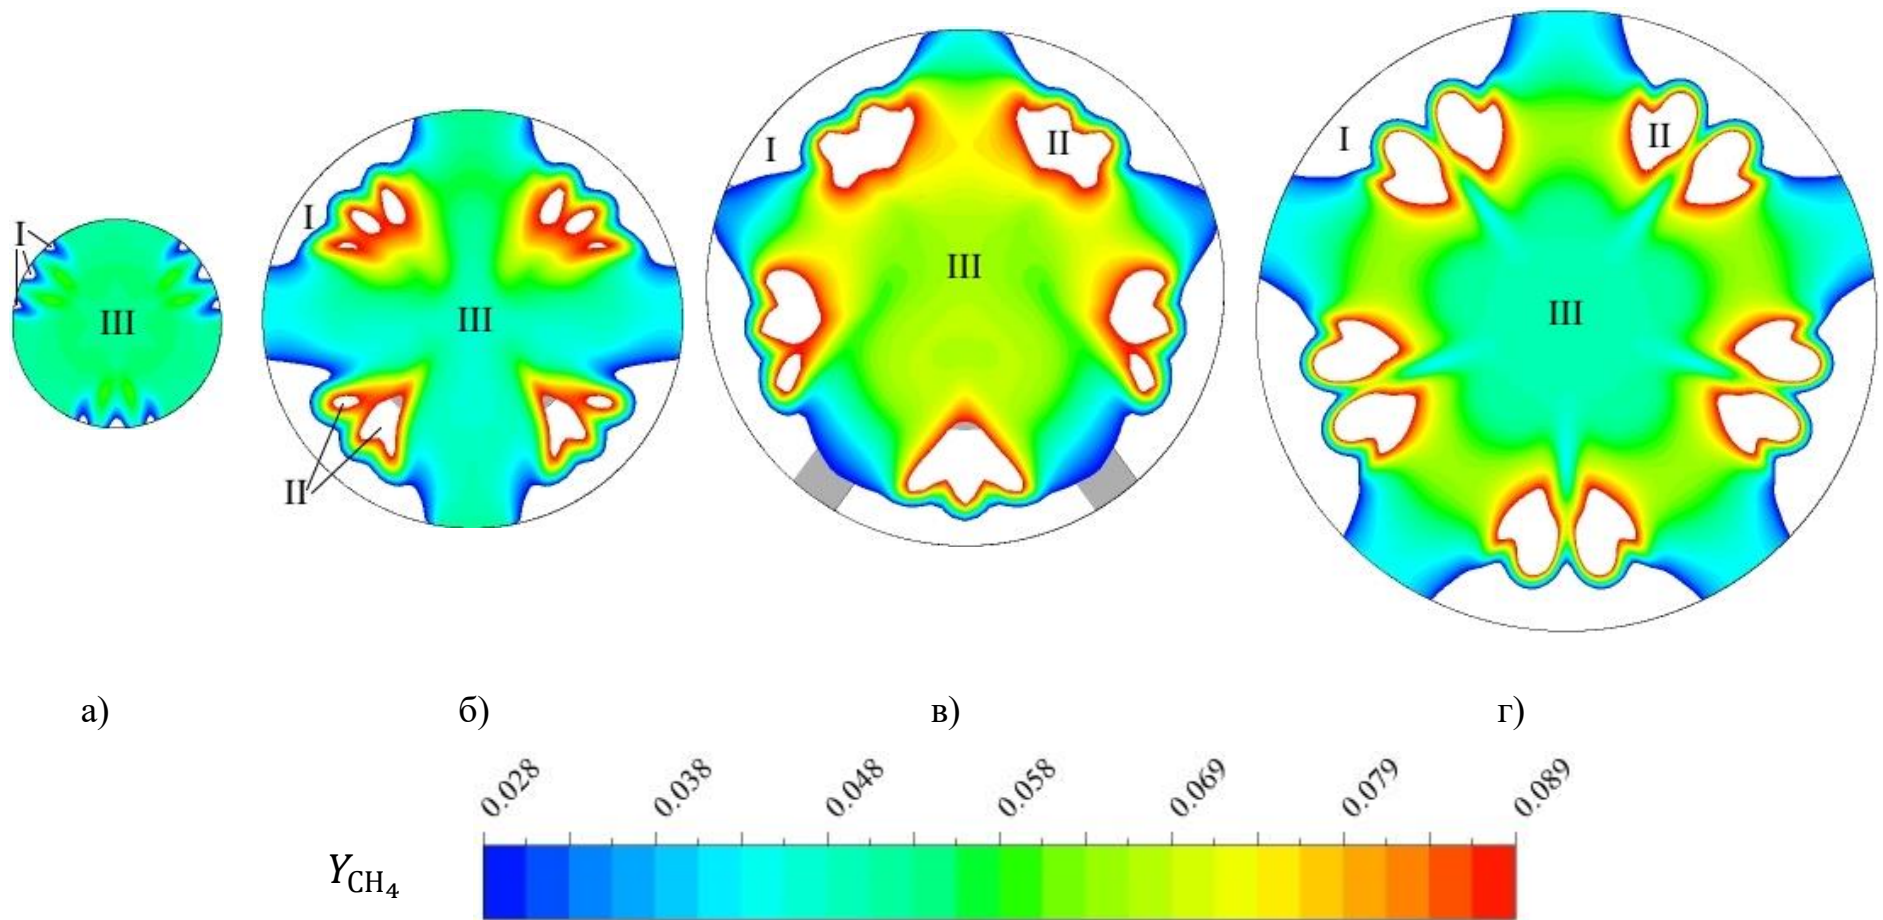 I
III
а)
I
III
II
б)
I
II
III
в)
I
II
III
г)
0.028 0.038 0.048 0.058 0.069 0.079 0.089
Y_CH₄